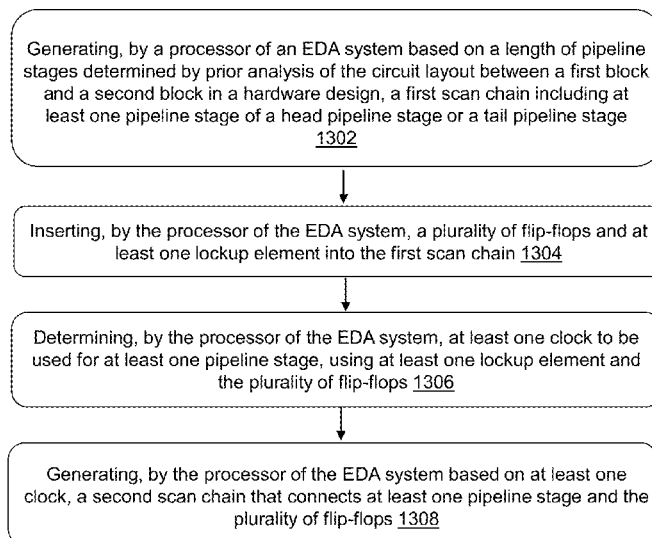 Generating, by a processor of an EDA system based on a length of pipeline
stages determined by prior analysis of the circuit layout between a first block
and a second block in a hardware design, a first scan chain including at
least one pipeline stage of a head pipeline stage or a tail pipeline stage
1302
Inserting, by the processor of the EDA system, a plurality of flip-flops and at
least one lockup element into the first scan chain 1304
Determining, by the processor of the EDA system, at least one clock to be
used for at least one pipeline stage, using at least one lockup element and
the plurality of flip-flops 1306
Generating, by the processor of the EDA system based on at least one
clock, a second scan chain that connects at least one pipeline stage and the
plurality of flip-flops 1308